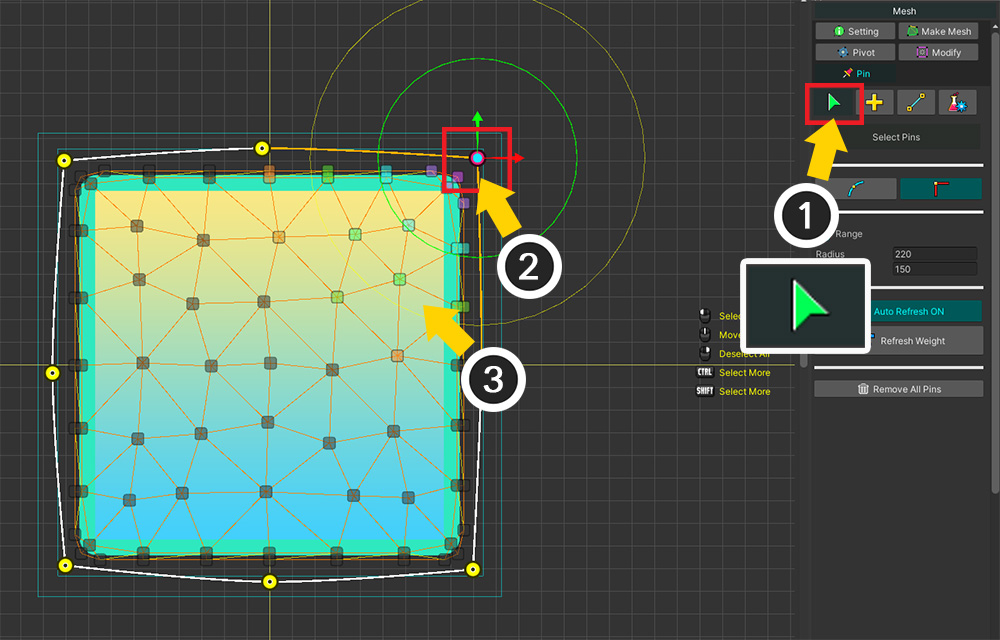 Mesh
Setting
Make Mesh
Pivot
Modify
Pin
Select Pins
1
Range
Radius
220
150
2
Selec
Move
Deselect All
CTRL Select More
SHIFT Select More
Auto Refresh ON
Refresh Weight
3
Remove All Pins